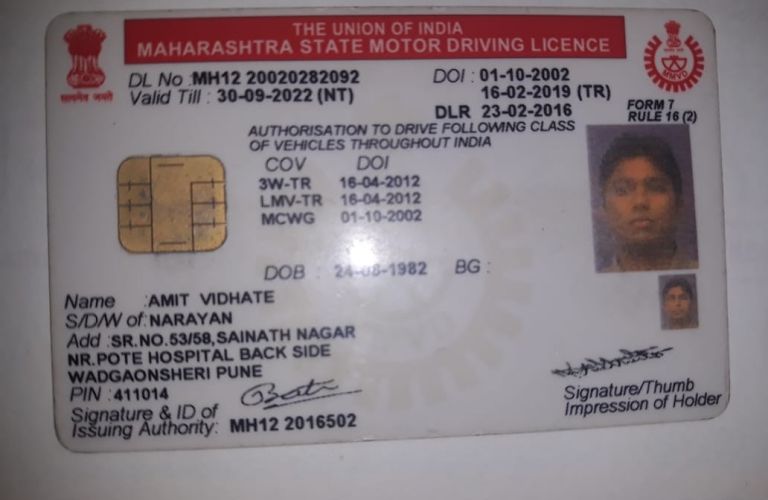 THE UNION OF INDIA
MAHARASHTRA STATE MOTOR DRIVING LICENCE
DL No : MH12 20020282092 DOI : 01-10-2002
Valid Till : 30-09-2022 (NT) 16-02-2019 (TR)
DLR 23-02-2016
FORM 7
RULE 16 (2)
AUTHORISATION TO DRIVE FOLLOWING CLASS
OF VEHICLES THROUGHOUT INDIA
COV DOI
3W-TR 16-04-2012
LMV-TR 16-04-2012
MCWG 01-10-2002
DOB : 24-08-1982 BG :
Name : AMIT VIDHATE
S/D/W of : NARAYAN
Add : SR.NO.53/58,SAINATH NAGAR
NR.POTE HOSPITAL BACK SIDE
WADGAONSHERI PUNE
PIN : 411014
Signature & ID of
Issuing Authority: MH12 2016502
Signature/Thumb
Impression of Holder
सत्यमेव जयते
MMVD